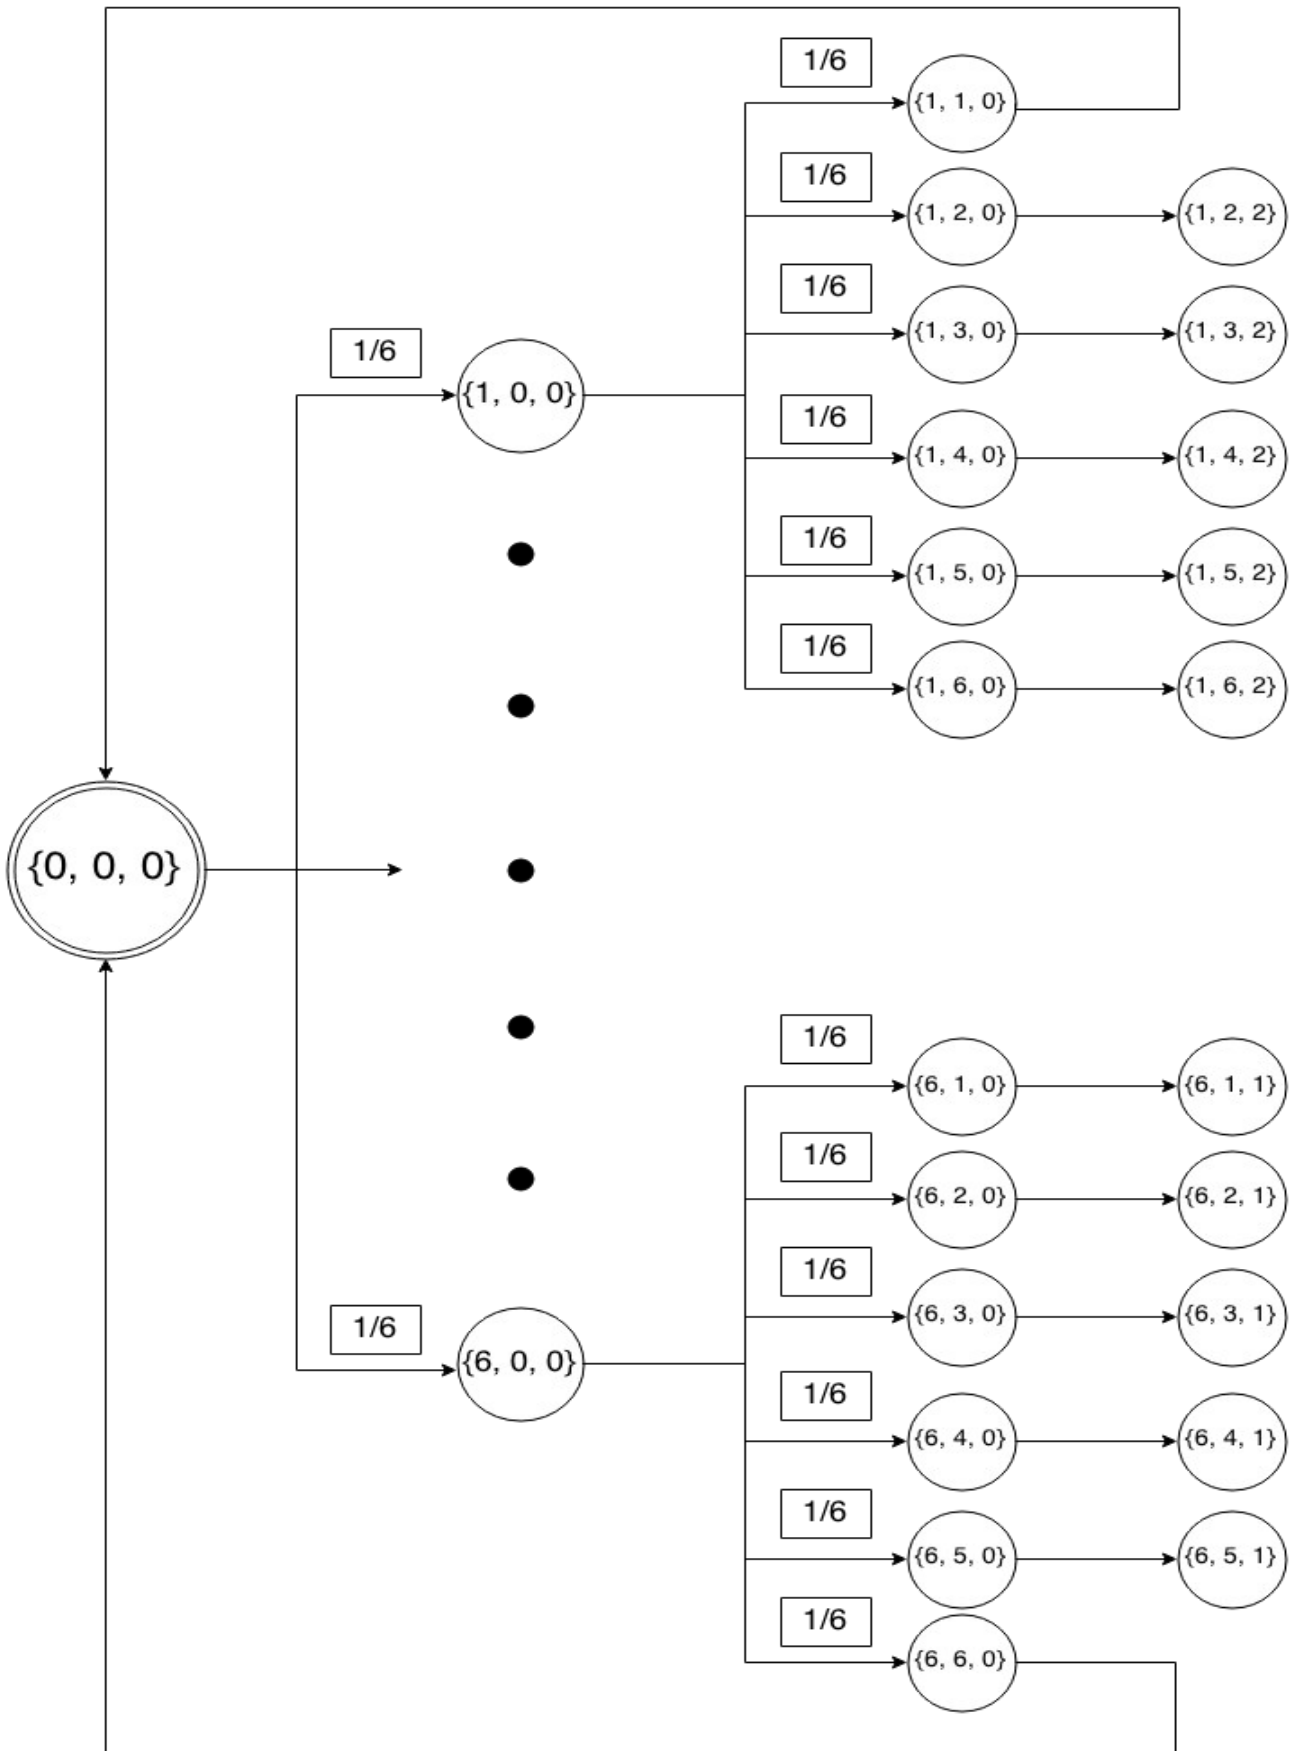 1/6
{1, 1, 0}
1/6
{1, 2, 0} {1, 2, 2}
1/6
{1, 3, 0} {1, 3, 2}
1/6
{1, 0, 0}
1/6
{1, 4, 0} {1, 4, 2}
1/6
{1, 5, 0} {1, 5, 2}
1/6
{1, 6, 0} {1, 6, 2}
{0, 0, 0}
1/6
{6, 1, 0} {6, 1, 1}
1/6
{6, 2, 0} {6, 2, 1}
1/6
{6, 3, 0} {6, 3, 1}
1/6
{6, 0, 0}
1/6
{6, 4, 0} {6, 4, 1}
1/6
{6, 5, 0} {6, 5, 1}
1/6
{6, 6, 0}